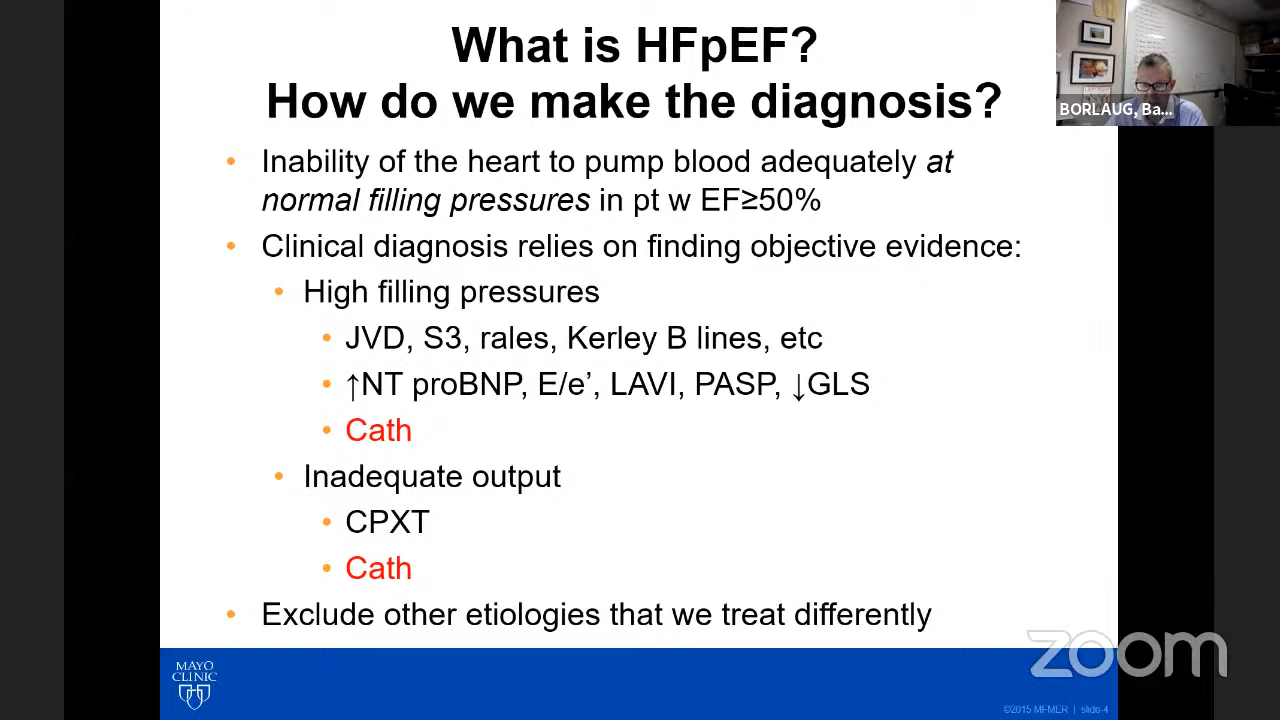 What is HFpEF?
How do we make the diagnosis?
BORLAUG, Ba...
• Inability of the heart to pump blood adequately at
normal filling pressures in pt w EF≥50%
• Clinical diagnosis relies on finding objective evidence:
• High filling pressures
• JVD, S3, rales, Kerley B lines, etc
• ↑NT proBNP, E/e’, LAVI, PASP, ↓GLS
• Cath
• Inadequate output
• CPXT
• Cath
• Exclude other etiologies that we treat differently
zoom
MAYO
CLINIC
©2015 MFMER | slide-4